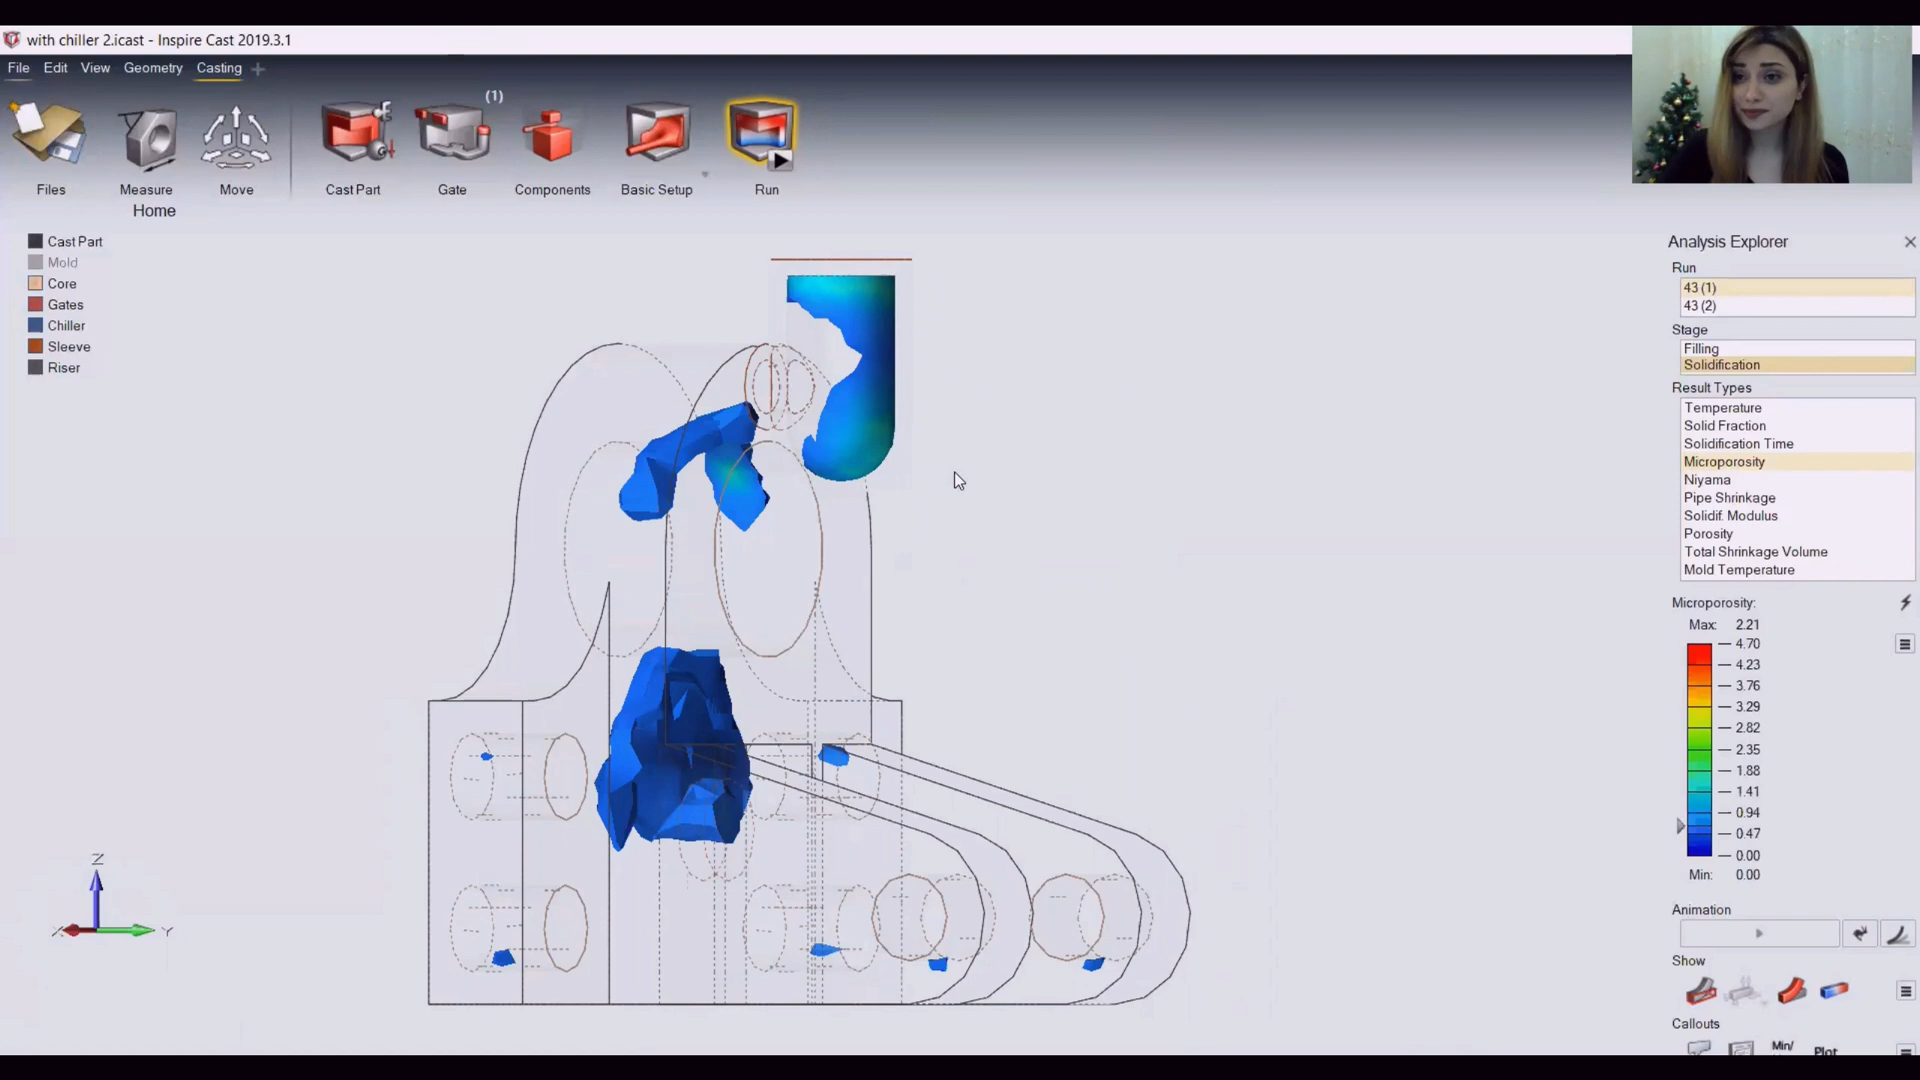 with chiller 2.icast - Inspire Cast 2019.3.1
File Edit View Geometry Casting
(1)
Files Measure Move Cast Part Gate Components Basic Setup Run
Home
Cast Part
Mold
Core
Gates
Chiller
Sleeve
Riser
Z
X
Y
Analysis Explorer
Run
43 (1)
43 (2)
Stage
Filling
Solidification
Result Types
Temperature
Solid Fraction
Solidification Time
Microporosity
Niyama
Pipe Shrinkage
Solidif. Modulus
Porosity
Total Shrinkage Volume
Mold Temperature
Microporosity:
Max: 2.21
4.70
4.23
3.76
3.29
2.82
2.35
1.88
1.41
0.94
0.47
0.00
Min: 0.00
Animation
Show
Callouts
Min/
Plot